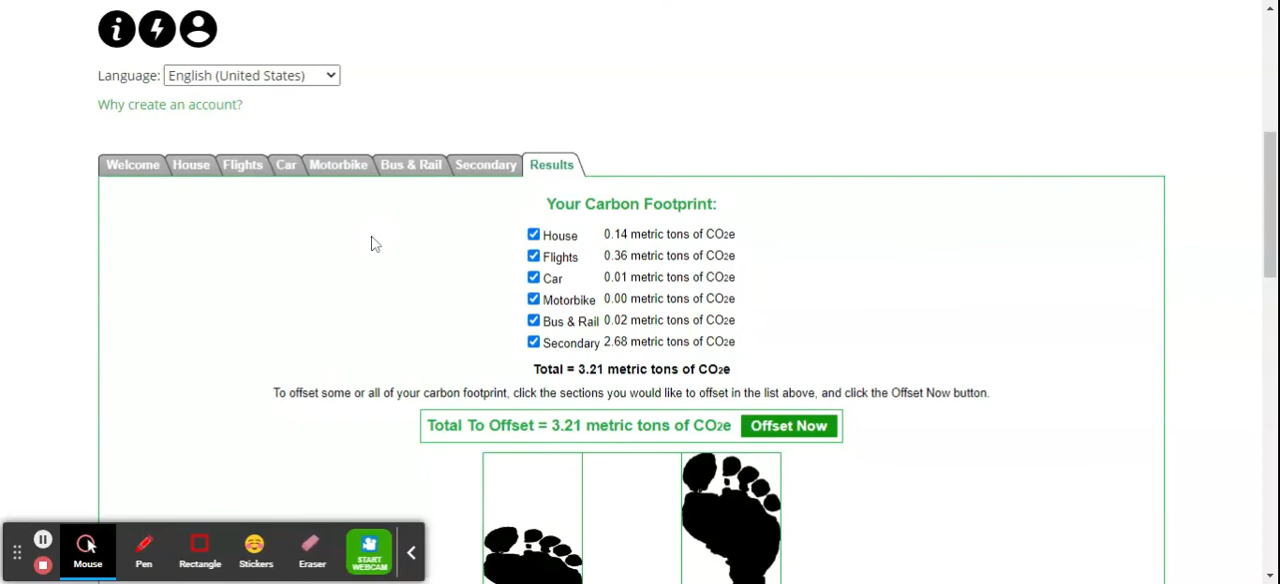 Language: English (United States)
Why create an account?
Welcome House Flights Car Motorbike Bus & Rail Secondary Results
Your Carbon Footprint:
House 0.14 metric tons of CO2e
Flights 0.36 metric tons of CO2e
Car 0.01 metric tons of CO2e
Motorbike 0.00 metric tons of CO2e
Bus & Rail 0.02 metric tons of CO2e
Secondary 2.68 metric tons of CO2e
Total = 3.21 metric tons of CO2e
To offset some or all of your carbon footprint, click the sections you would like to offset in the list above, and click the Offset Now button.
Total To Offset = 3.21 metric tons of CO2e Offset Now
Mouse Pen Rectangle Stickers Eraser START WEBCAM